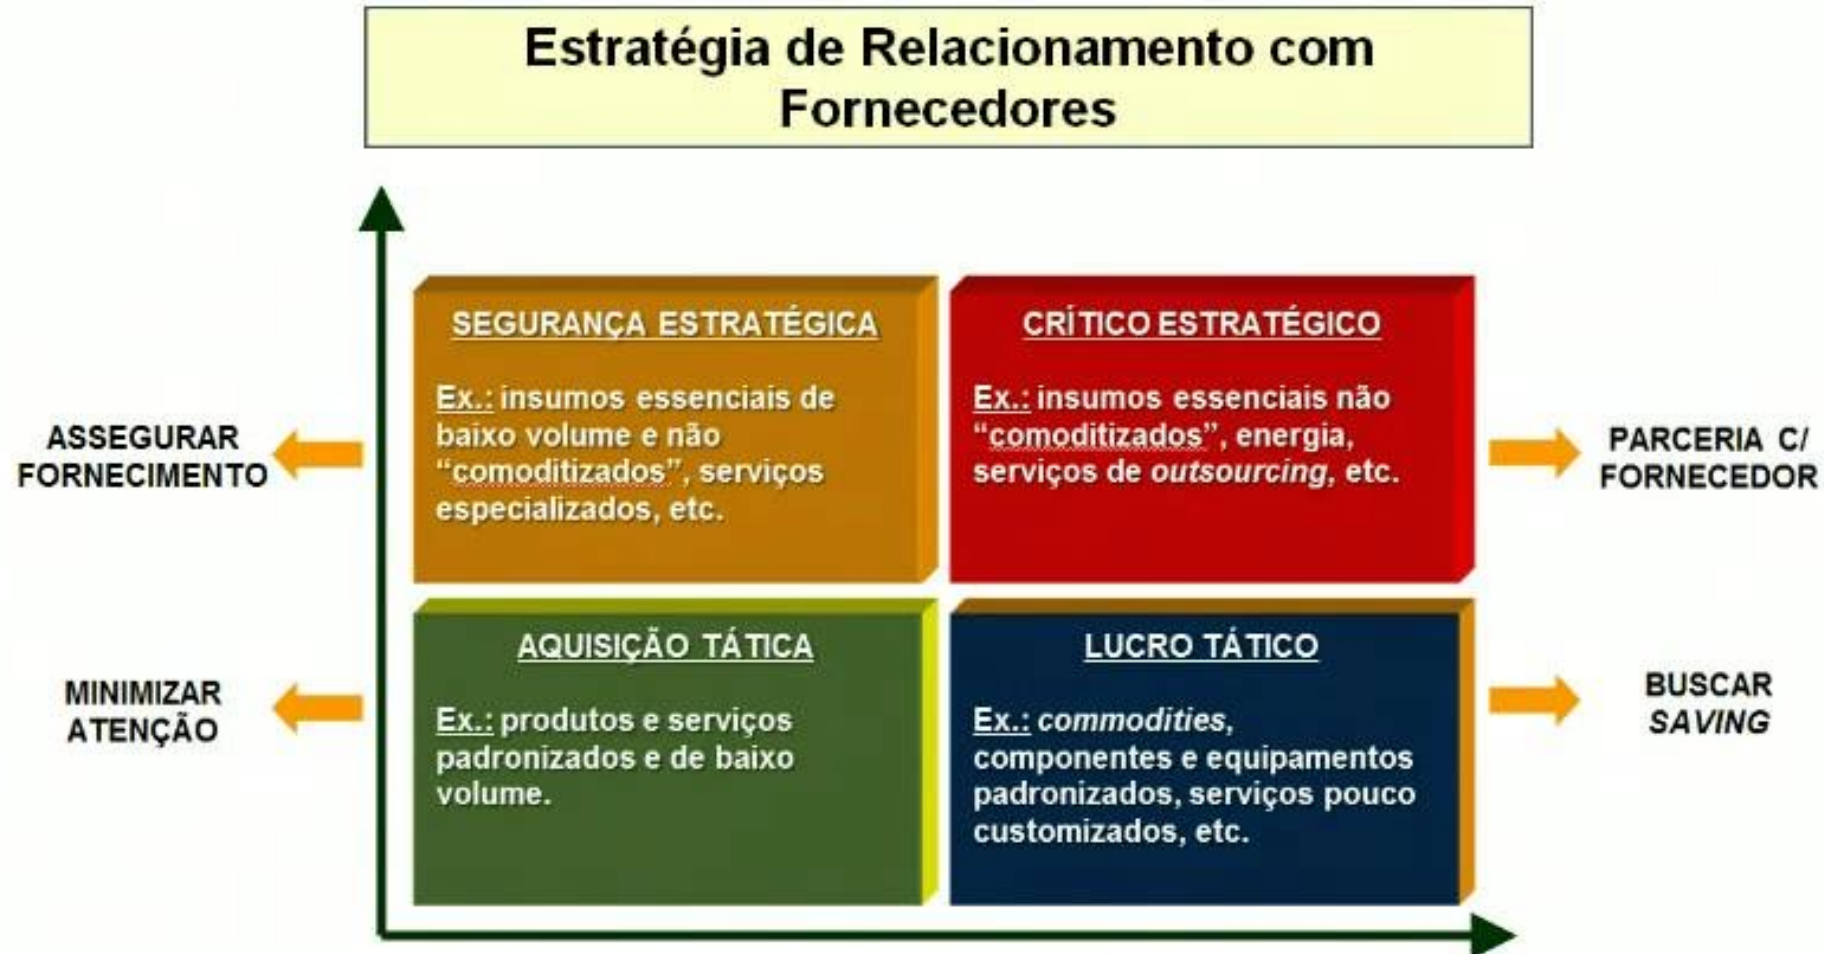 Estratégia de Relacionamento com
Fornecedores
SEGURANÇA ESTRATÉGICA
Ex.: insumos essenciais de
baixo volume e não
“comoditizados”, serviços
especializados, etc.
CRÍTICO ESTRATÉGICO
Ex.: insumos essenciais não
“comoditizados”, energia,
serviços de outsourcing, etc.
ASSEGURAR
FORNECIMENTO
PARCERIA C/
FORNECEDOR
AQUISIÇÃO TÁTICA
Ex.: produtos e serviços
padronizados e de baixo
volume.
LUCRO TÁTICO
Ex.: commodities,
componentes e equipamentos
padronizados, serviços pouco
customizados, etc.
MINIMIZAR
ATENÇÃO
BUSCAR
SAVING